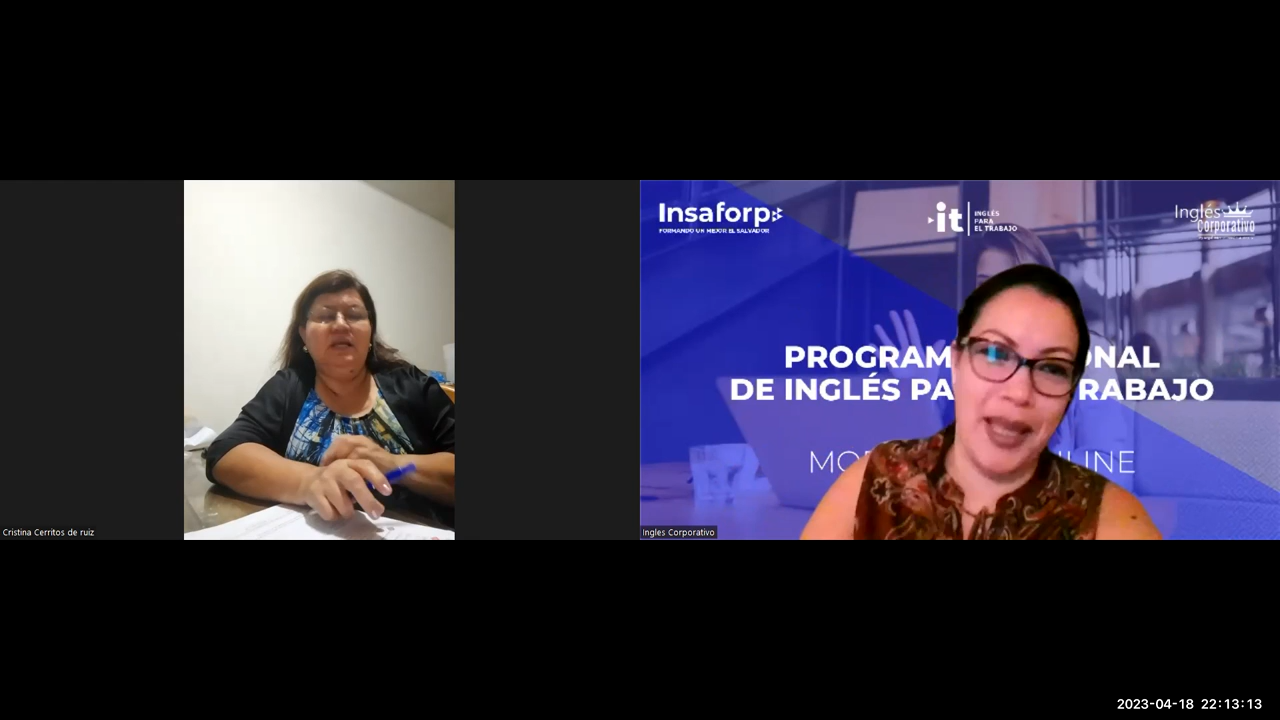 Insaforp
FORMANDO UN MEJOR EL SALVADOR
it
INGLÉS
PARA
EL TRABAJO
Inglés
Corporativo
PROGRAM ONAL
DE INGLÉS PA RABAJO
MO LINE
Cristina Cerritos de ruiz
Ingles Corporativo
2023-04-18 22:13:13